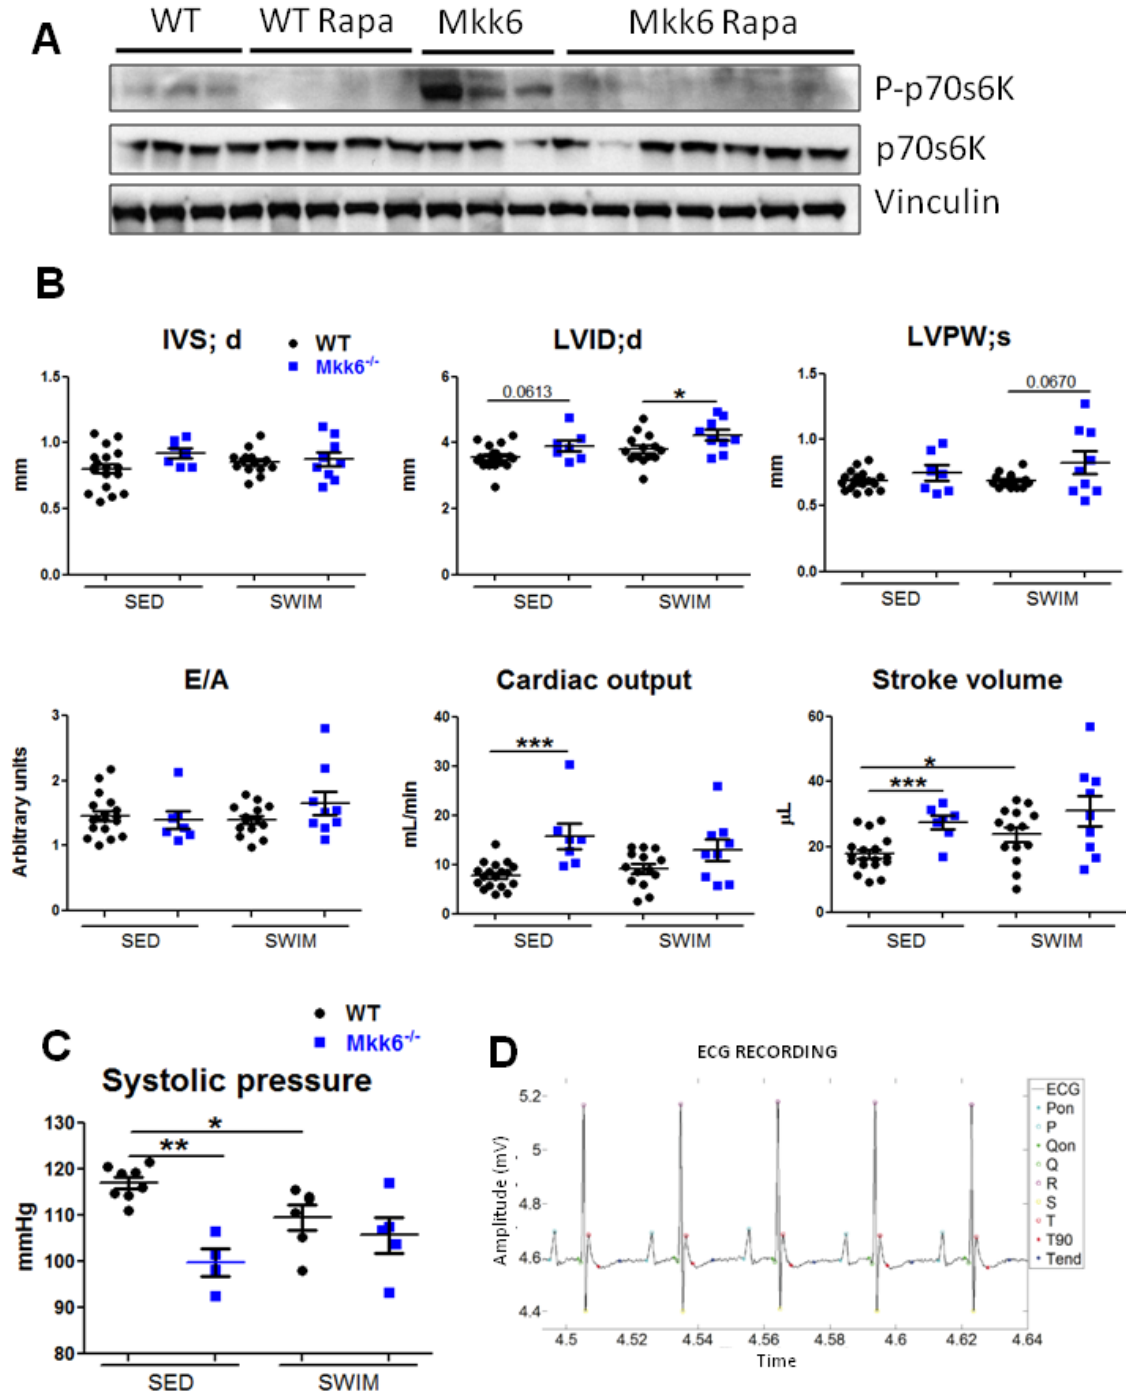 A
WT
WT Rapa
Mkk6
Mkk6 Rapa
P-p70s6K
p70s6K
Vinculin
B
IVS; d
WT
Mkk6-/-
1.5
1.0
0.5
0.0
mm
SED
SWIM
LVID;d
6
4
2
0
mm
0.0613
*
SED
SWIM
LVPW;s
1.5
1.0
0.5
0.0
mm
0.0670
SED
SWIM
E/A
3
2
1
0
Arbitrary units
SED
SWIM
Cardiac output
40
30
20
10
0
mL/min
***
SED
SWIM
Stroke volume
60
40
20
0
µL
*
***
SED
SWIM
C
WT
Mkk6-/-
Systolic pressure
130
120
110
100
90
80
mmHg
*
**
SED
SWIM
D
ECG RECORDING
5.2
5
4.8
4.6
4.4
Amplitude (mV)
4.5
4.52
4.54
4.56
4.58
4.6
4.62
4.64
Time
ECG
Pon
P
Qon
Q
R
S
T
T90
Tend